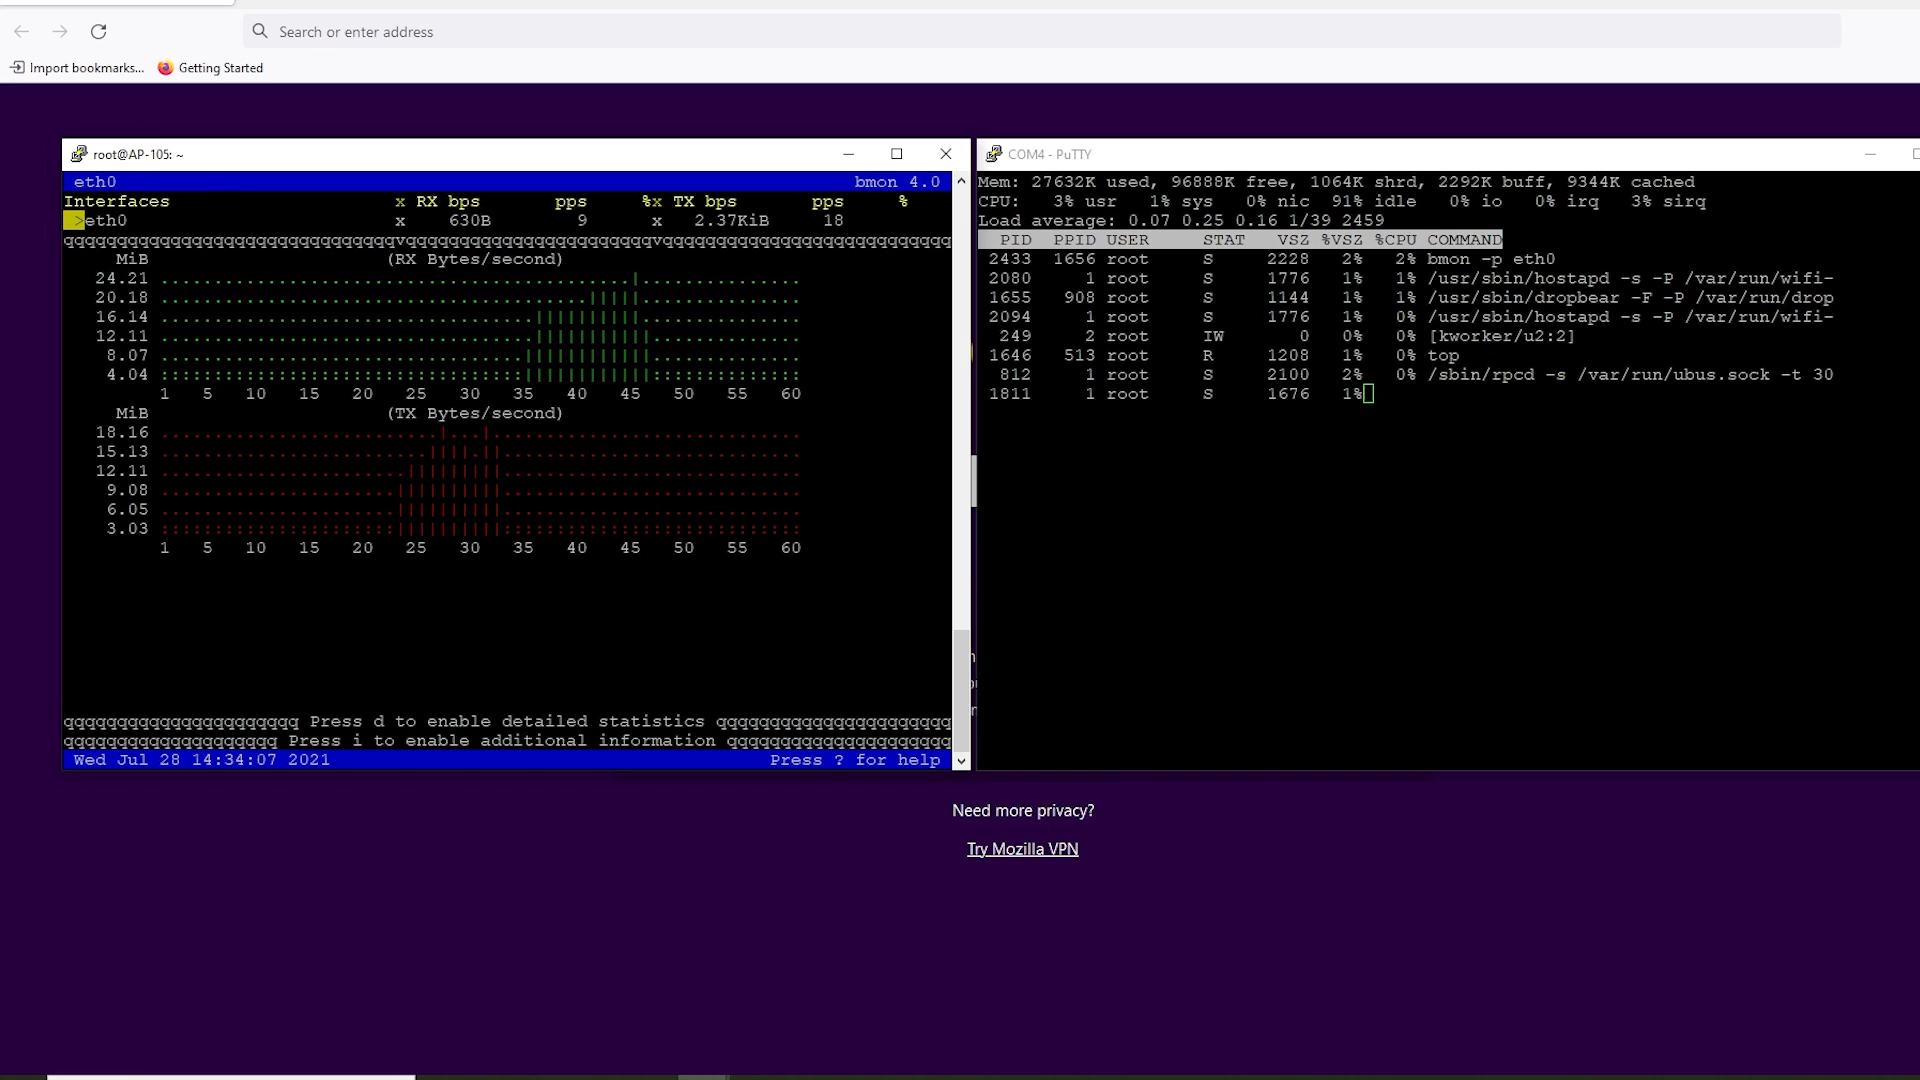 Search or enter address
Import bookmarks...
Getting Started
root@AP-105: ~
eth0 bmon 4.0
Interfaces x RX bps pps %x TX bps pps %
>eth0 x 630B 9 x 2.37KiB 18
qqqqqqqqqqqqqqqqqqqqqqqqqqqqqqqvqqqqqqqqqqqqqqqqqqqqqqqvqqqqqqqqqqqqqqqqqqqqqqqqqqq
MiB (RX Bytes/second)
24.21 ............................................|...............
20.18 ........................................|||||...............
16.14 ...................................||||||||||...............
12.11 ...................................|||||||||||..............
8.07 ..................................||||||||||||..............
4.04 ::::::::::::::::::::::::::::::::::||||||||||||::::::::::::::
1 5 10 15 20 25 30 35 40 45 50 55 60
MiB (TX Bytes/second)
18.16 ..........................|...|.............................
15.13 .........................||||.||............................
12.11 .......................|||||||||............................
9.08 ......................||||||||||............................
6.05 ......................||||||||||............................
3.03 ::::::::::::::::::::::||||||||||::::::::::::::::::::::::::::
1 5 10 15 20 25 30 35 40 45 50 55 60
qqqqqqqqqqqqqqqqqqqqqq Press d to enable detailed statistics qqqqqqqqqqqqqqqqqqqqqq
qqqqqqqqqqqqqqqqqqqq Press i to enable additional information qqqqqqqqqqqqqqqqqqqqq
Wed Jul 28 14:34:07 2021 Press ? for help
COM4 - PuTTY
Mem: 27632K used, 96888K free, 1064K shrd, 2292K buff, 9344K cached
CPU: 3% usr 1% sys 0% nic 91% idle 0% io 0% irq 3% sirq
Load average: 0.07 0.25 0.16 1/39 2459
PID PPID USER STAT VSZ %VSZ %CPU COMMAND
2433 1656 root S 2228 2% 2% bmon -p eth0
2080 1 root S 1776 1% 1% /usr/sbin/hostapd -s -P /var/run/wifi-
1655 908 root S 1144 1% 1% /usr/sbin/dropbear -F -P /var/run/drop
2094 1 root S 1776 1% 0% /usr/sbin/hostapd -s -P /var/run/wifi-
249 2 root IW 0 0% 0% [kworker/u2:2]
1646 513 root R 1208 1% 0% top
812 1 root S 2100 2% 0% /sbin/rpcd -s /var/run/ubus.sock -t 30
1811 1 root S 1676 1%
Need more privacy?
Try Mozilla VPN